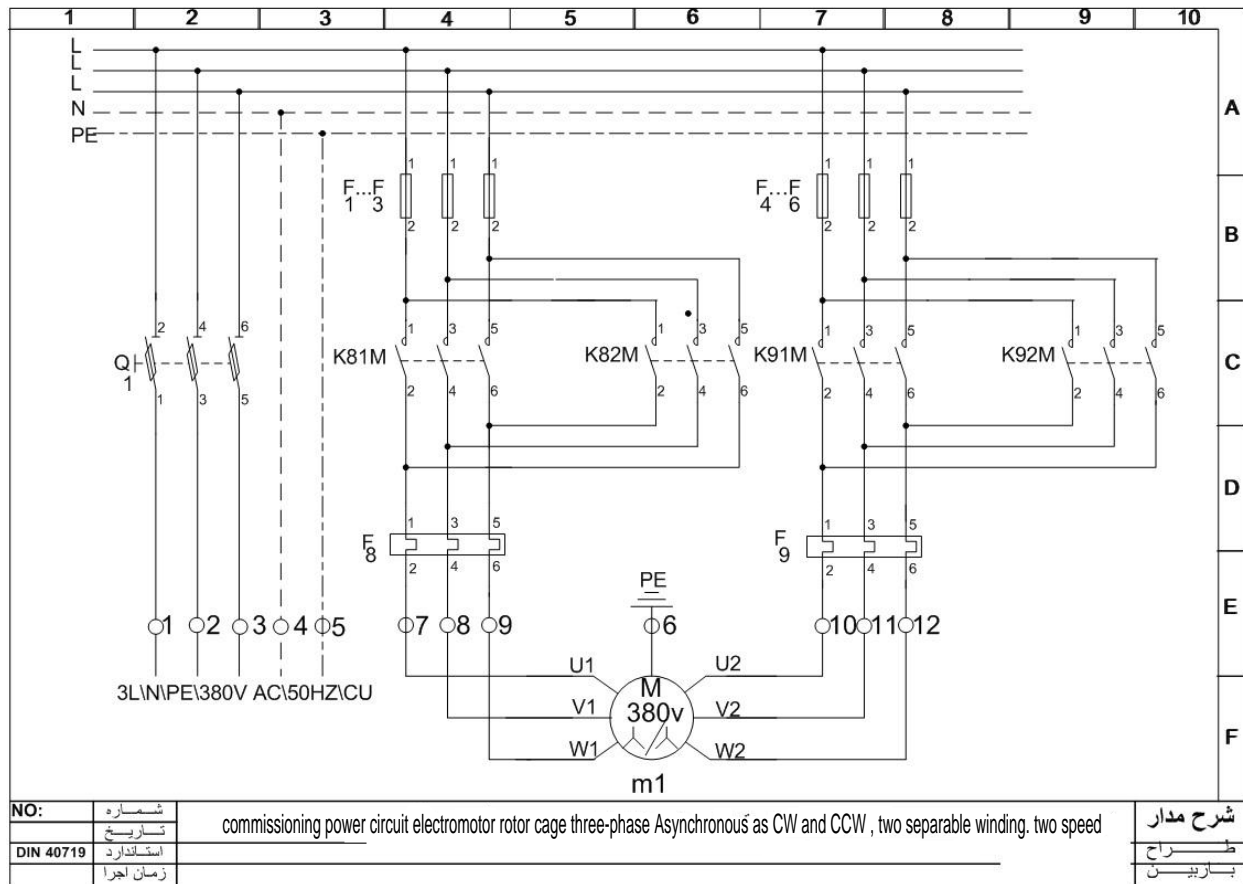 1 2 3 4 5 6 7 8 9 10
L
L
L
N
PE
A
B
C
D
E
F
F...F
1 3
1 1 1
2 2 2
F...F
4 6
1 1 1
2 2 2
Q
1
2 4 6
1 3 5
K81M
1 3 5
2 4 6
K82M
1 3 5
2 4 6
K91M
1 3 5
2 4 6
K92M
1 3 5
2 4 6
F
8
1 3 5
2 4 6
F
9
1 3 5
2 4 6
PE
1 2 3 4 5 7 8 9 6 10 11 12
3L\N\PE\380V AC\50HZ\CU
U1
V1
W1
M
380v
U2
V2
W2
m1
NO: شماره
تاریخ
DIN 40719 استاندارد
زمان اجرا
commissioning power circuit electromotor rotor cage three-phase Asynchronous as CW and CCW , two separable winding. two speed
شرح مدار
طراح
بازبین